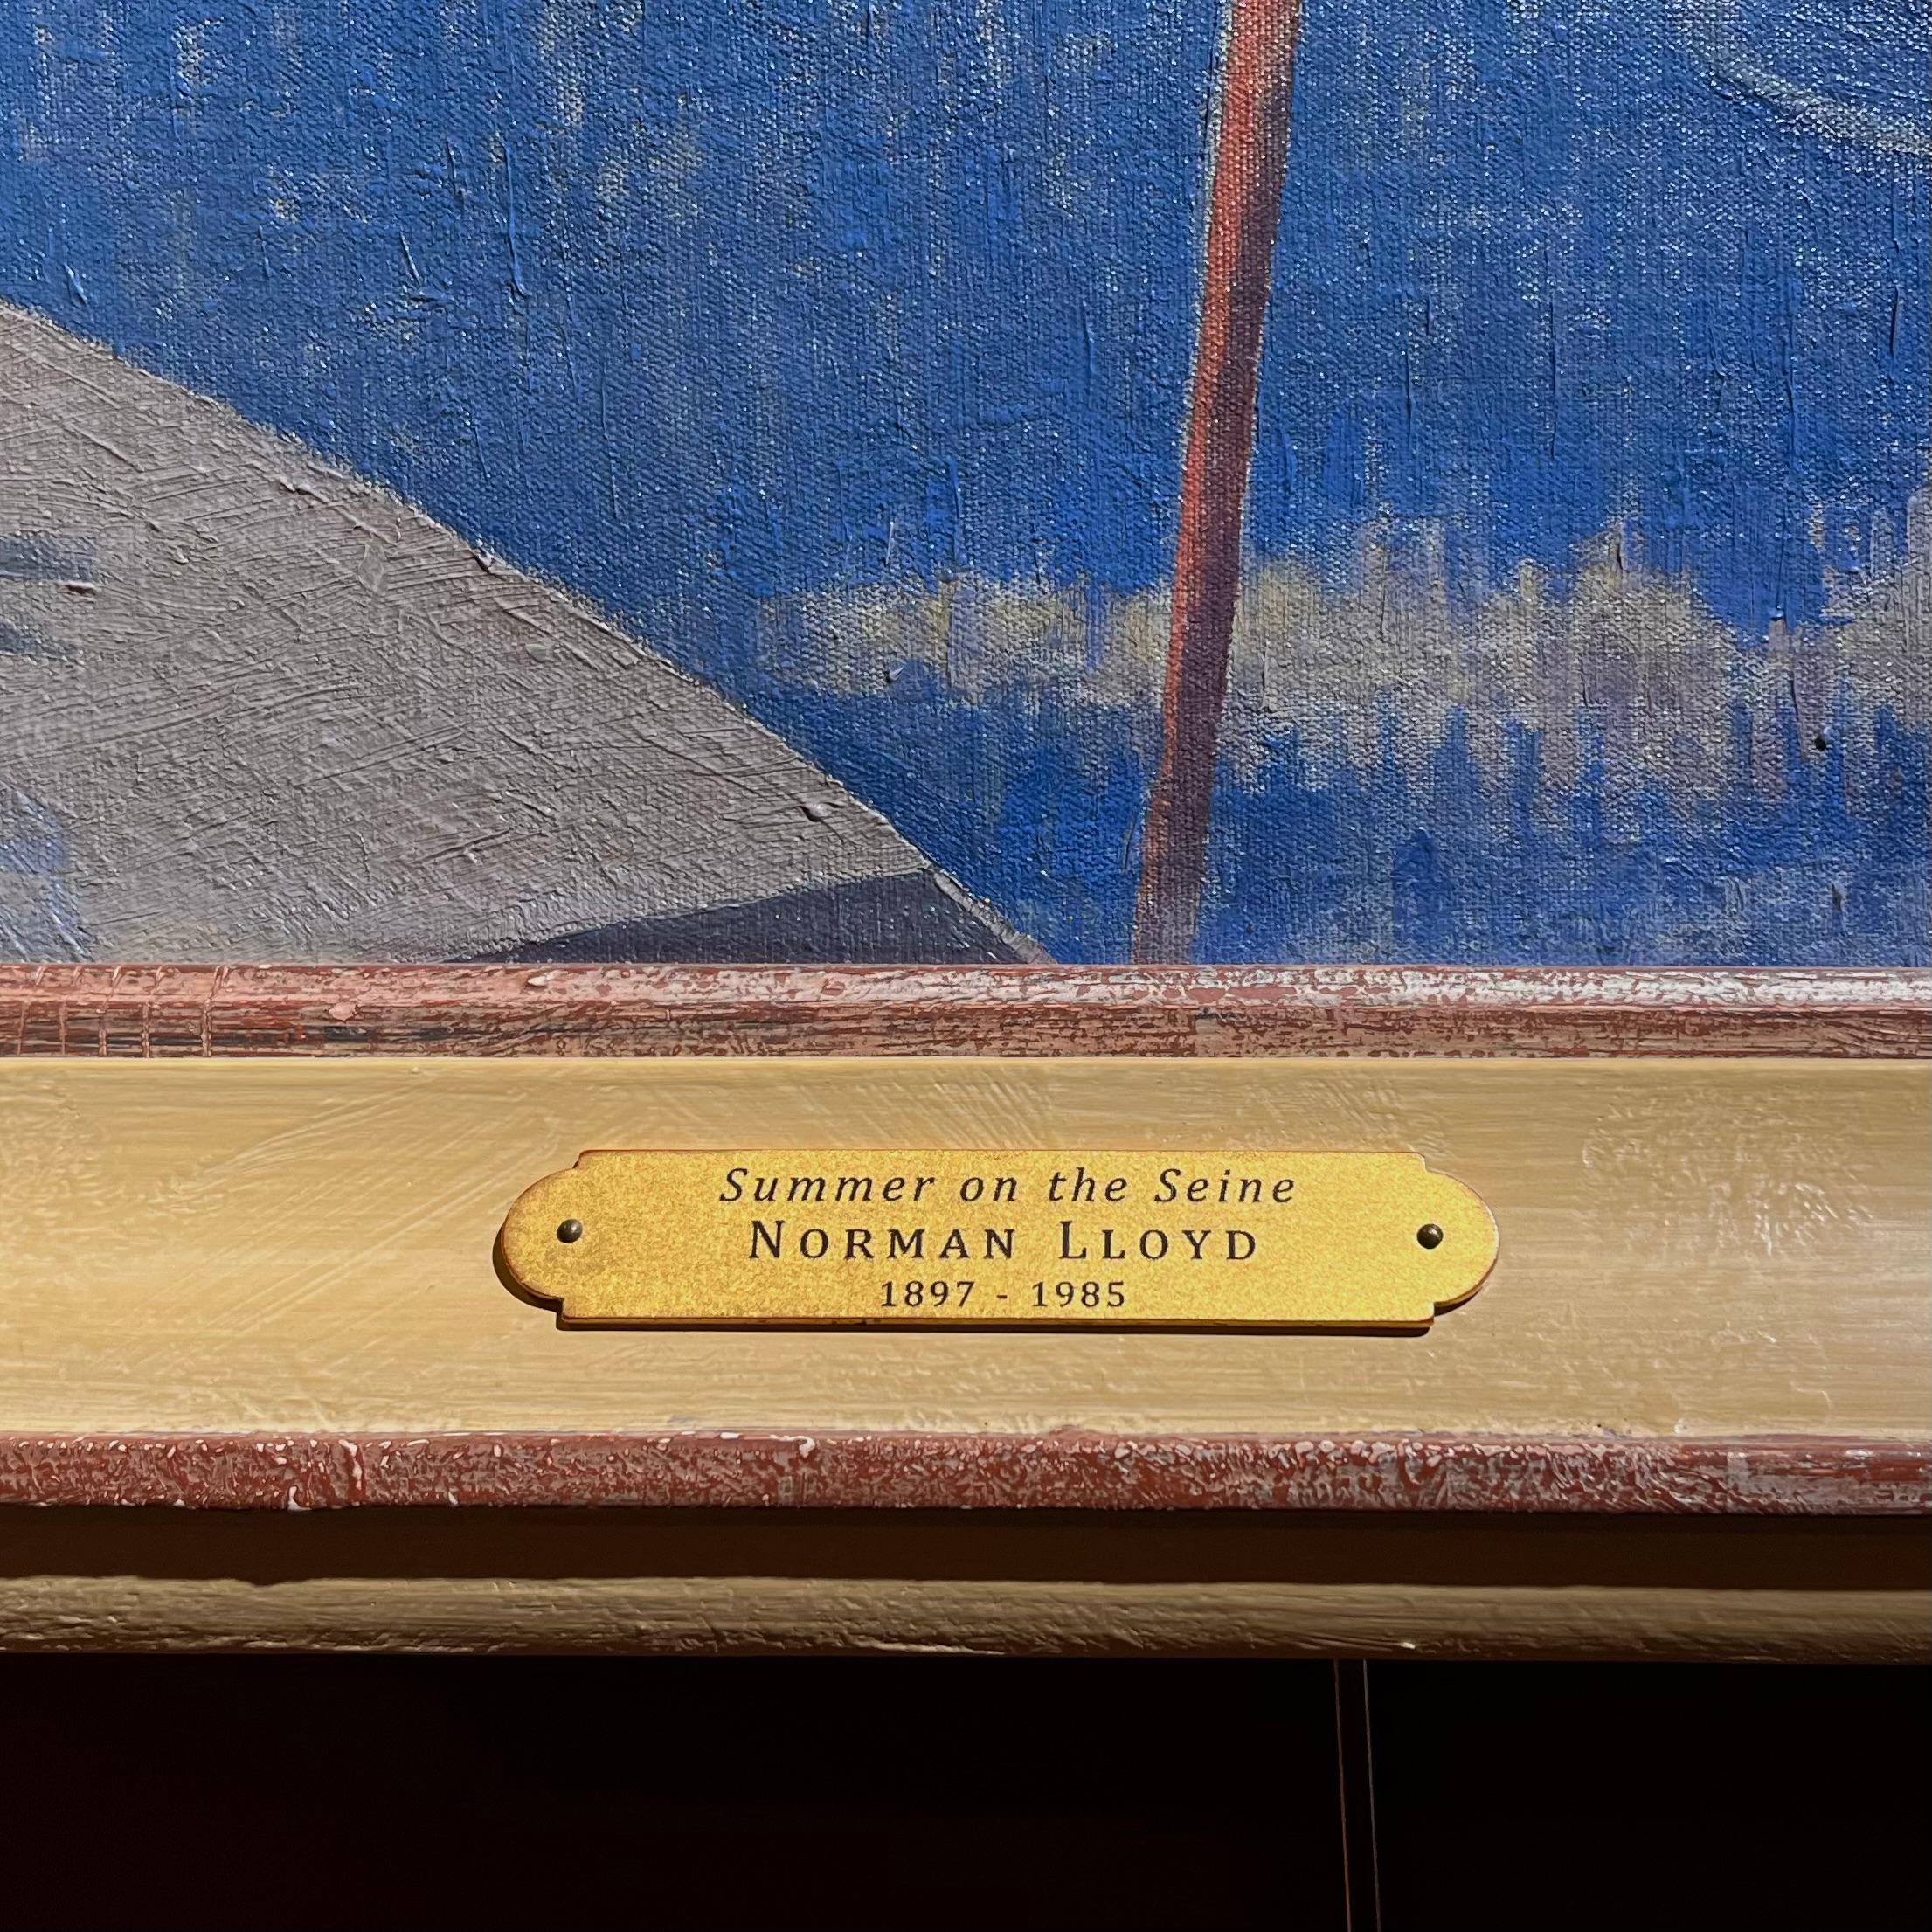 Summer on the Seine
NORMAN LLOYD
1897 - 1985